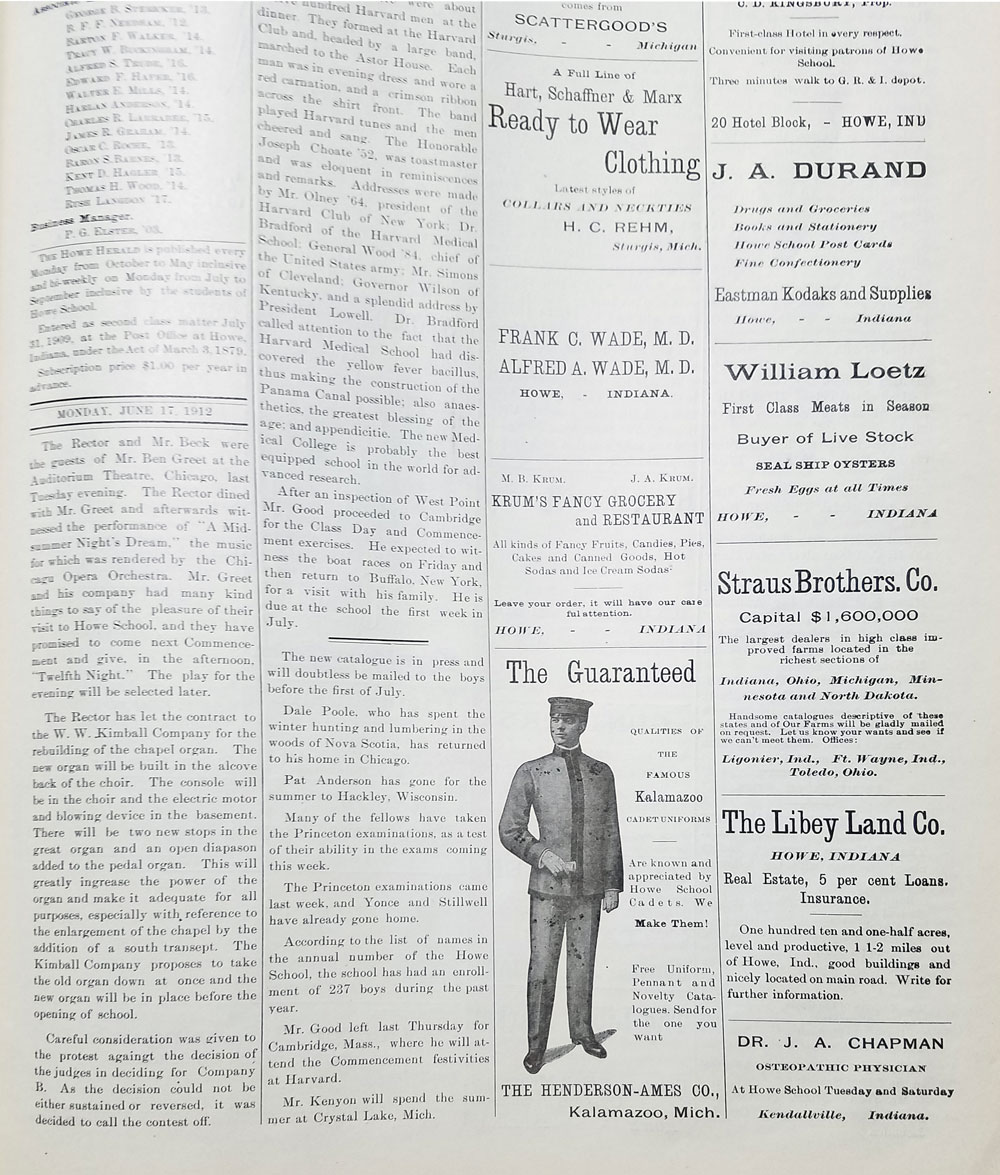 GEORGE B. STURGEKER, '13.
R. F. F. NEEDHAM, '12.
BARTON F. WALKER, '14.
TRACY W. BUCKINGHAM, '14.
ALFRED S. TRUDE, '16.
EDWARD F. HAFER, '16.
WALTER E. MILLS, '14.
HARLAN ANDERSON, '14.
CHARLES R. LARRABEE, '15.
JAMES R. GRAHAM, '14.
OSCAR C. ROCHE, '13.
BARON S. BARNES, '13.
KENT D. HAGLER '15.
THOMAS H. WOOD, '14.
RUSH LANGDON '17.
Business Manager.
P. G. ELSTER, '03.
THE HOWE HERALD is published every
Monday from October to May inclusive
and bi-weekly on Monday from July to
September inclusive by the students of
Howe School.
Entered as second class matter July
31, 1909, at the Post Office at Howe,
Indiana, under the Act of March 3, 1879.
Subscription price $1.00 per year in
advance.
MONDAY, JUNE 17, 1912
The Rector and Mr. Beck were
the guests of Mr. Ben Greet at the
Auditorium Theatre, Chicago, last
Tuesday evening. The Rector dined
with Mr. Greet and afterwards wit-
nessed the performance of "A Mid-
summer Night's Dream," the music
for which was rendered by the Chi-
cago Opera Orchestra. Mr. Greet
and his company had many kind
things to say of the pleasure of their
visit to Howe School, and they have
promised to come next Commence-
ment and give, in the afternoon,
"Twelfth Night." The play for the
evening will be selected later.
The Rector has let the contract to
the W. W. Kimball Company for the
rebuilding of the chapel organ. The
new organ will be built in the alcove
back of the choir. The console will
be in the choir and the electric motor
and blowing device in the basement.
There will be two new stops in the
great organ and an open diapason
added to the pedal organ. This will
greatly ingrease the power of the
organ and make it adequate for all
purposes, especially with reference to
the enlargement of the chapel by the
addition of a south transept. The
Kimball Company proposes to take
the old organ down at once and the
new organ will be in place before the
opening of school.
Careful consideration was given to
the protest againgt the decision of
the judges in deciding for Company
B. As the decision could not be
either sustained or reversed, it was
decided to call the contest off.
were about
hundred Harvard men at the
dinner. They formed at the Harvard
Club and, headed by a large band,
marched to the Astor House. Each
man was in evening dress and wore a
red carnation, and a crimson ribbon
across the shirt front. The band
played Harvard tunes and the men
cheered and sang. The Honorable
Joseph Choate '52, was toastmaster
and was eloquent in reminiscences
and remarks. Addresses were made
by Mr. Olney '64, president of the
Harvard Club of New York; Dr.
Bradford of the Harvard Medical
School; General Wood '84, chief of
the United States army; Mr. Simons
of Cleveland; Governor Wilson of
Kentucky, and a splendid address by
President Lowell. Dr. Bradford
called attention to the fact that the
Harvard Medical School had dis-
covered the yellow fever bacillus,
thus making the construction of the
Panama Canal possible; also anaes-
thetics, the greatest blessing of the
age; and appendicitie. The new Med-
ical College is probably the best
equipped school in the world for ad-
vanced research.
After an inspection of West Point
Mr. Good proceeded to Cambridge
for the Class Day and Commence-
ment exercises. He expected to wit-
ness the boat races on Friday and
then return to Buffalo, New York,
for a visit with his family. He is
due at the school the first week in
July.
The new catalogue is in press and
will doubtless be mailed to the boys
before the first of July.
Dale Poole, who has spent the
winter hunting and lumbering in the
woods of Nova Scotia, has returned
to his home in Chicago.
Pat Anderson has gone for the
summer to Hackley, Wisconsin.
Many of the fellows have taken
the Princeton examinations, as a test
of their ability in the exams coming
this week.
The Princeton examinations came
last week, and Yonce and Stillwell
have already gone home.
According to the list of names in
the annual number of the Howe
School, the school has had an enroll-
ment of 237 boys during the past
year.
Mr. Good left last Thursday for
Cambridge, Mass., where he will at-
tend the Commencement festivities
at Harvard.
Mr. Kenyon will spend the sum-
mer at Crystal Lake, Mich.
comes from
SCATTERGOOD'S
Sturgis, - - Michigan
A Full Line of
Hart, Schaffner & Marx
Ready to Wear
Clothing
Latest styles of
COLLARS AND NECKTIES
H. C. REHM,
Sturgis, Mich.
FRANK C. WADE, M. D.
ALFRED A. WADE, M. D.
HOWE, - INDIANA.
M. B. KRUM. J. A. KRUM.
KRUM'S FANCY GROCERY
and RESTAURANT
All kinds of Fancy Fruits, Candies, Pies,
Cakes and Canned Goods, Hot
Sodas and Ice Cream Sodas
Leave your order, it will have our care
ful attention.
HOWE, - - INDIANA
The Guaranteed
QUALITIES OF
THE
FAMOUS
Kalamazoo
CADET UNIFORMS
Are known and
appreciated by
Howe School
Cadets. We
Make Them!
Free Uniform,
Pennant and
Novelty Cata-
logues. Send for
the one you
want
THE HENDERSON-AMES CO.,
Kalamazoo, Mich.
C. D. KINGSBURY, Prop.
First-class Hotel in every respect.
Convenient for visiting patrons of Howe
School.
Three minutes walk to G. R. & I. depot.
20 Hotel Block, - HOWE, IND
J. A. DURAND
Drugs and Groceries
Books and Stationery
Howe School Post Cards
Fine Confectionery
Eastman Kodaks and Supplies
Howe, - - Indiana
William Loetz
First Class Meats in Season
Buyer of Live Stock
SEAL SHIP OYSTERS
Fresh Eggs at all Times
HOWE, - - INDIANA
Straus Brothers. Co.
Capital $1,600,000
The largest dealers in high class im-
proved farms located in the
richest sections of
Indiana, Ohio, Michigan, Min-
nesota and North Dakota.
Handsome catalogues descriptive of these
states and of Our Farms will be gladly mailed
on request. Let us know your wants and see if
we can't meet them. Offices:
Ligonier, Ind., Ft. Wayne, Ind.,
Toledo, Ohio.
The Libey Land Co.
HOWE, INDIANA
Real Estate, 5 per cent Loans.
Insurance.
One hundred ten and one-half acres,
level and productive, 1 1-2 miles out
of Howe, Ind., good buildings and
nicely located on main road. Write for
further information.
DR. J. A. CHAPMAN
OSTEOPATHIC PHYSICIAN
At Howe School Tuesday and Saturday
Kendallville, Indiana.